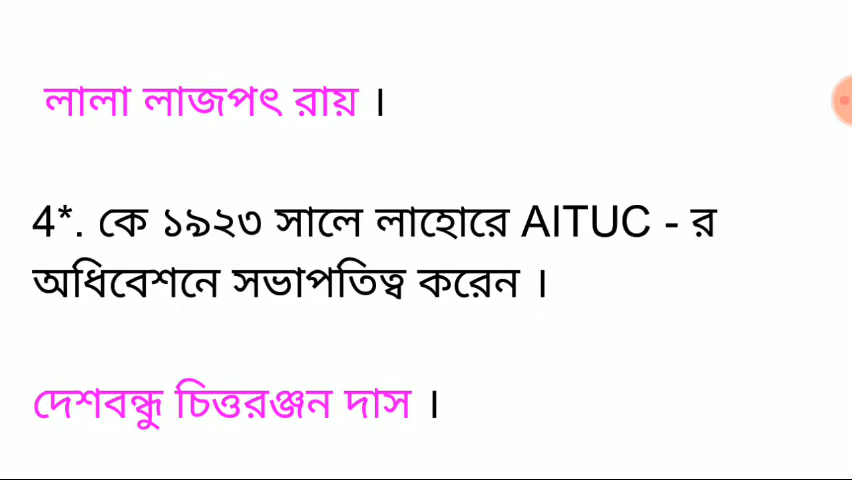 লালা লাজপৎ রায় ।
4*. কে ১৯২৩ সালে লাহোরে AITUC - র
অধিবেশনে সভাপতিত্ব করেন ।
দেশবন্ধু চিত্তরঞ্জন দাস ।